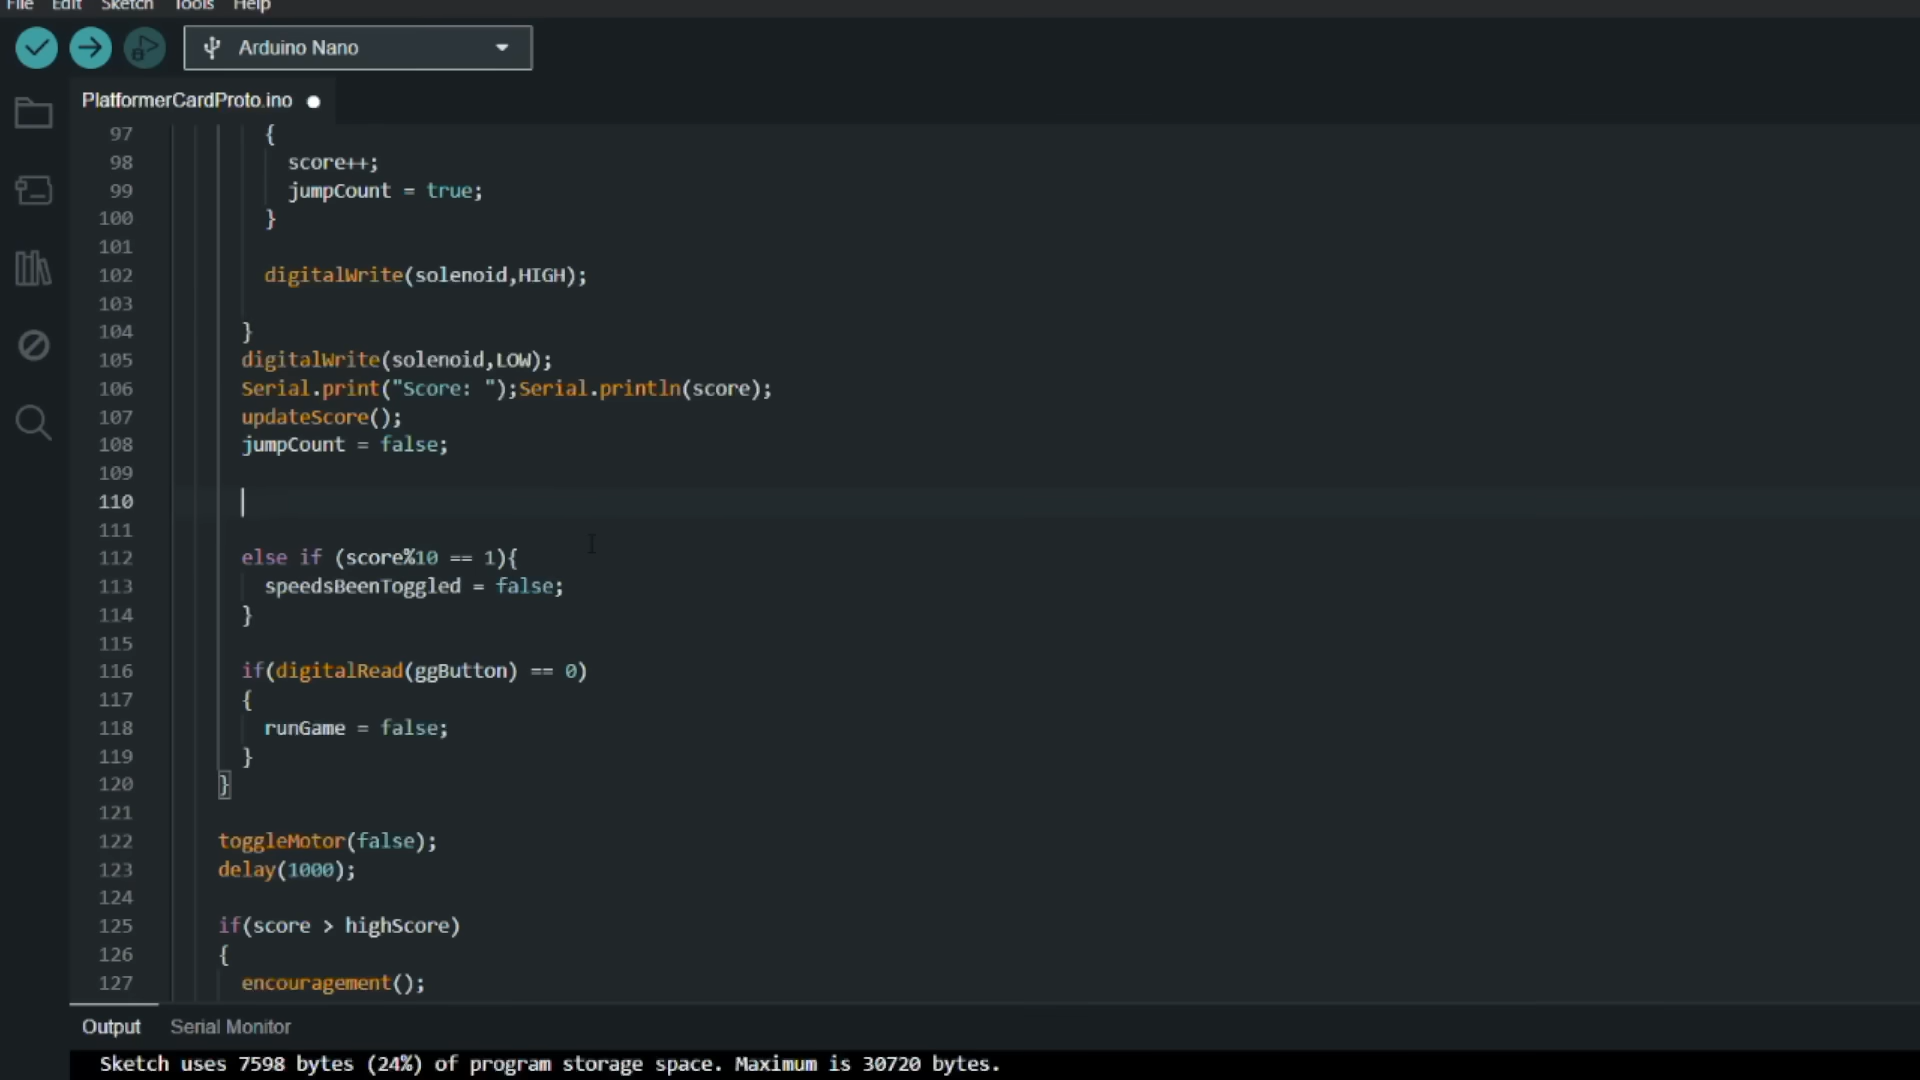 File Edit Sketch Tools Help
Arduino Nano
PlatformerCardProto.ino
97 {
98 score++;
99 jumpCount = true;
100 }
101
102 digitalWrite(solenoid,HIGH);
103
104 }
105 digitalWrite(solenoid,LOW);
106 Serial.print("Score: ");Serial.println(score);
107 updateScore();
108 jumpCount = false;
109
110
111
112 else if (score%10 == 1){
113 speedsBeenToggled = false;
114 }
115
116 if(digitalRead(ggButton) == 0)
117 {
118 runGame = false;
119 }
120 }
121
122 toggleMotor(false);
123 delay(1000);
124
125 if(score > highScore)
126 {
127 encouragement();
Output Serial Monitor
Sketch uses 7598 bytes (24%) of program storage space. Maximum is 30720 bytes.